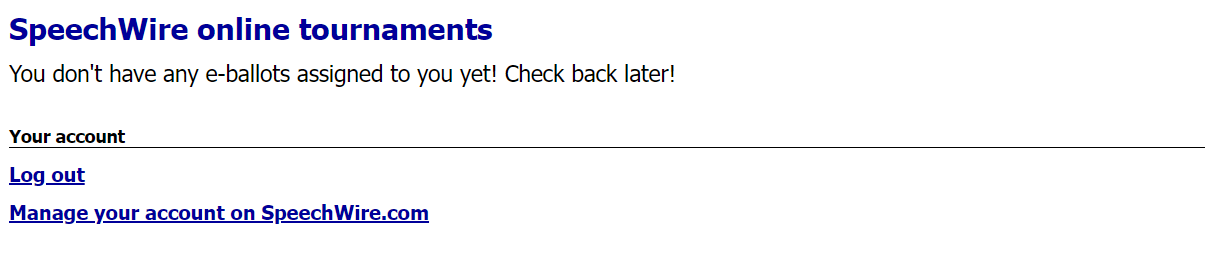 SpeechWire online tournaments
You don't have any e-ballots assigned to you yet! Check back later!
Your account
Log out
Manage your account on SpeechWire.com